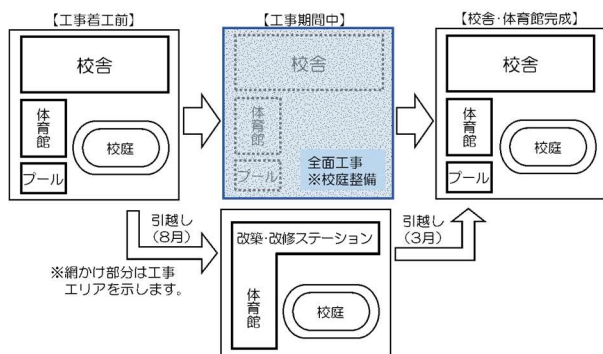 【工事着工前】
校舎
体育館
プール
校庭
【工事期間中】
校舎
体育館
プール
全面工事
※校庭整備
【校舎・体育館完成】
校舎
体育館
プール
校庭
引越し
（8月）
※網かけ部分は工事
エリアを示します。
改築・改修ステーション
体育館
校庭
引越し
（3月）